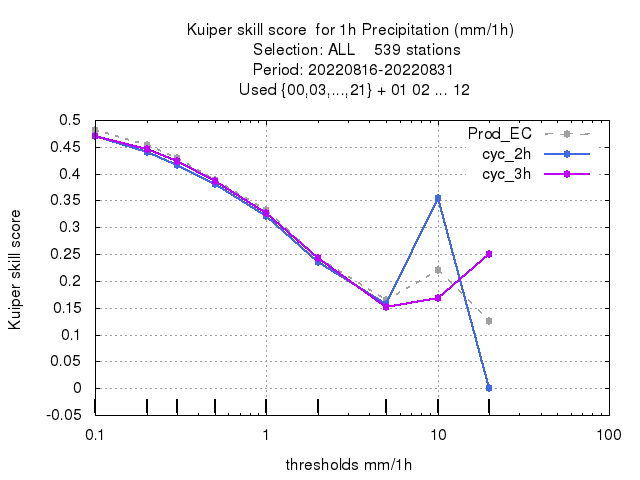 Kuiper skill score  for 1h Precipitation (mm/1h)
Selection: ALL    539 stations
Period: 20220816-20220831
Used {00,03,...,21} + 01 02 ... 12
Prod_EC
cyc_2h
cyc_3h
0.5
0.45
0.4
0.35
0.3
0.25
0.2
0.15
0.1
0.05
0
-0.05
Kuiper skill score
0.1 1 10 100
thresholds mm/1h